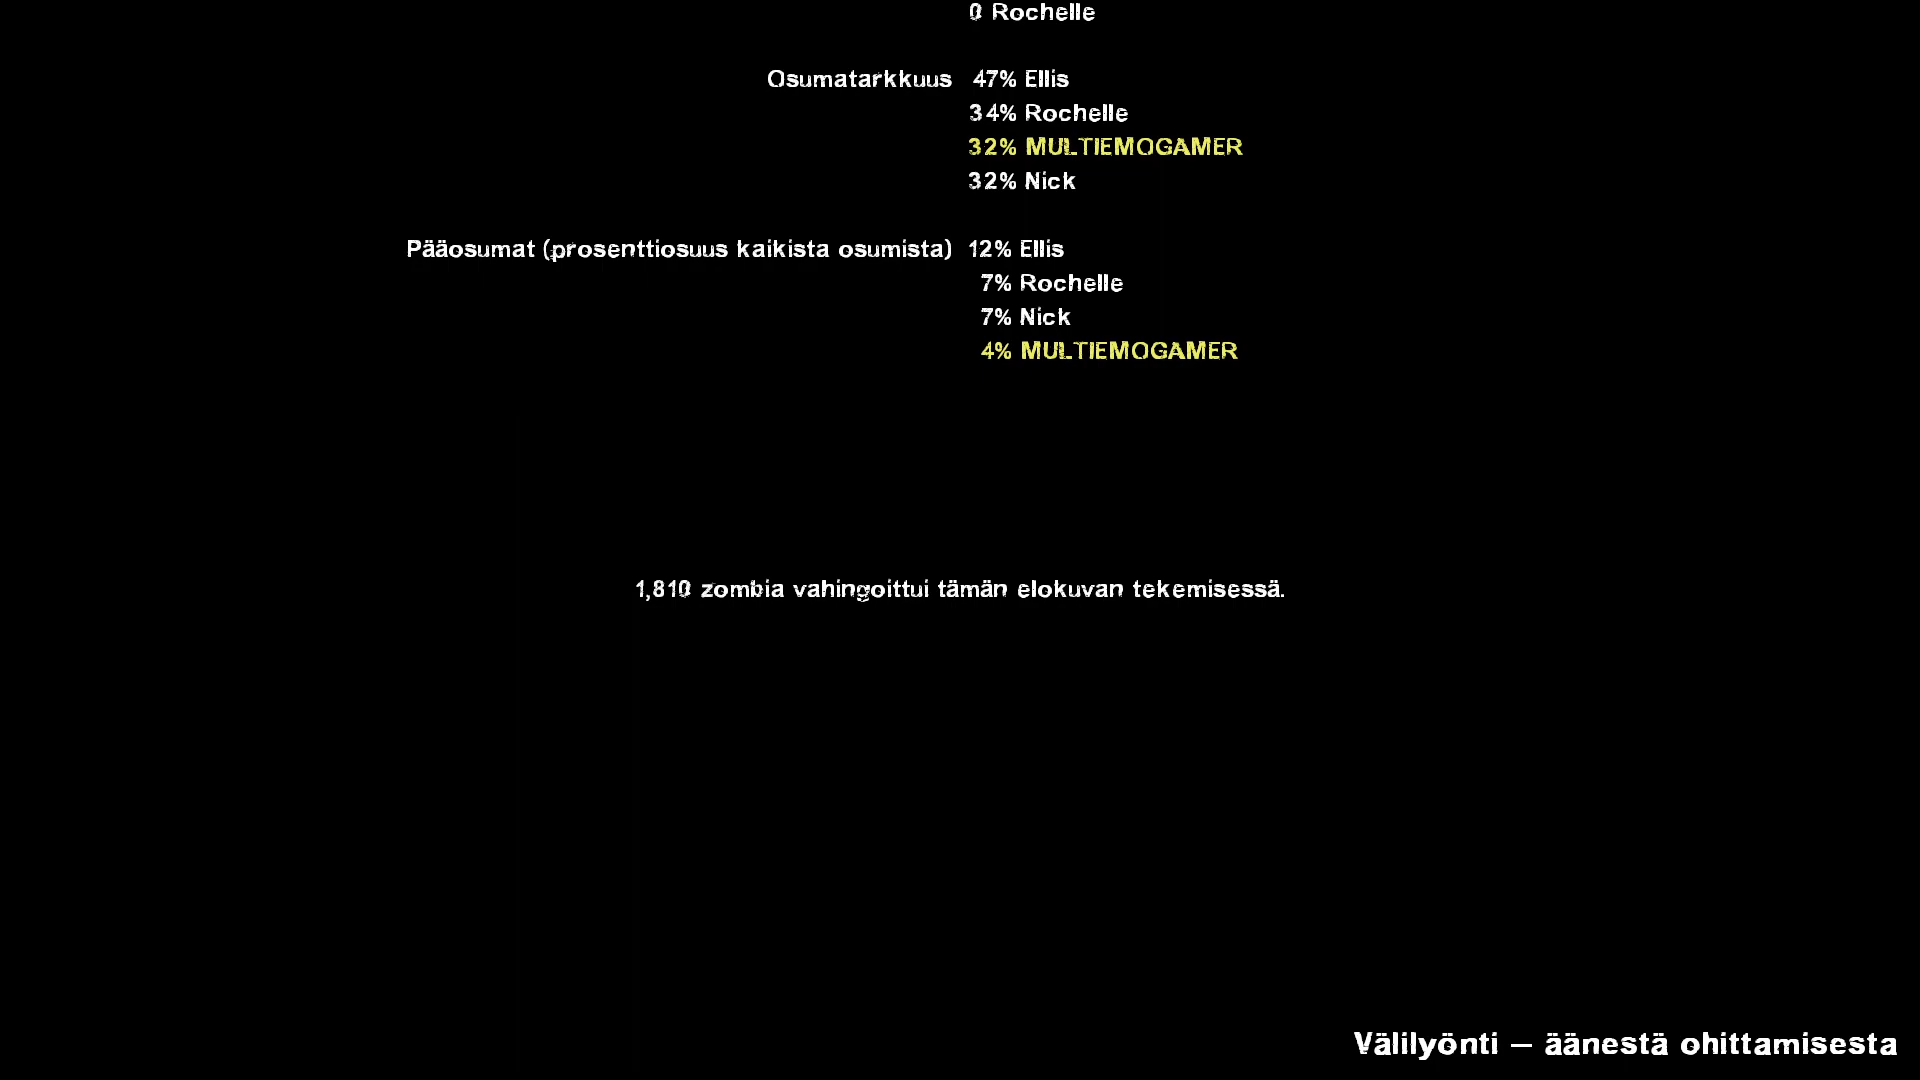 0 Rochelle
Osumatarkkuus 47% Ellis
34% Rochelle
32% MULTIEMOGAMER
32% Nick
Pääosumat (prosenttiosuus kaikista osumista) 12% Ellis
7% Rochelle
7% Nick
4% MULTIEMOGAMER
1,810 zombia vahingoittui tämän elokuvan tekemisessä.
Välilyönti – äänestä ohittamisesta